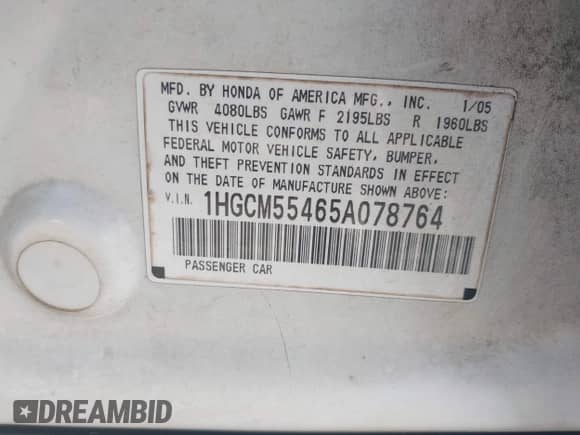 MFD. BY HONDA OF AMERICA MFG., INC. 1/05
GVWR 4080LBS GAWR F 2195LBS R 1960LBS
THIS VEHICLE CONFORMS TO ALL APPLICABLE
FEDERAL MOTOR VEHICLE SAFETY, BUMPER,
AND THEFT PREVENTION STANDARDS IN EFFECT
ON THE DATE OF MANUFACTURE SHOWN ABOVE:
V.I.N. 1HGCM55465A078764
PASSENGER CAR
DREAMBID